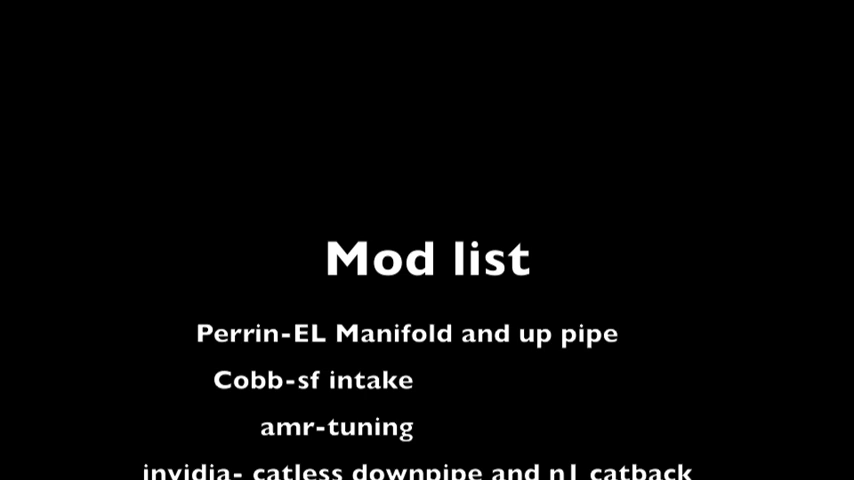 Mod list
Perrin-EL Manifold and up pipe
Cobb-sf intake
amr-tuning
invidia- catless downpipe and n1 catback